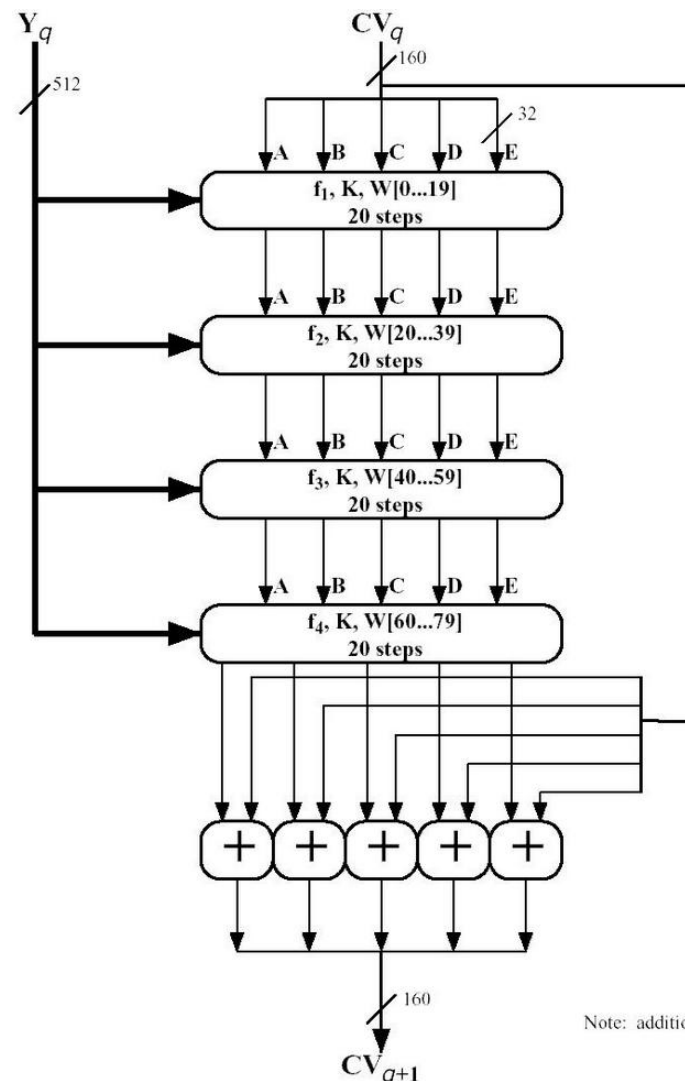 Y_q CV_q
512 160
32
A B C D E
f₁, K, W[0...19]
20 steps
A B C D E
f₂, K, W[20...39]
20 steps
A B C D E
f₃, K, W[40...59]
20 steps
A B C D E
f₄, K, W[60...79]
20 steps
+ + + + +
160
Note:
CV_q+1